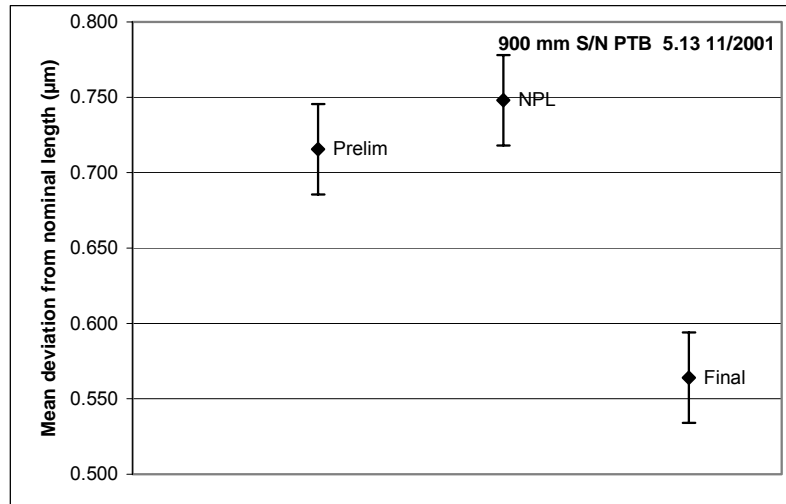 900 mm S/N PTB  5.13 11/2001
Mean deviation from nominal length (µm)
0.800
0.750
0.700
0.650
0.600
0.550
0.500
Prelim
NPL
Final